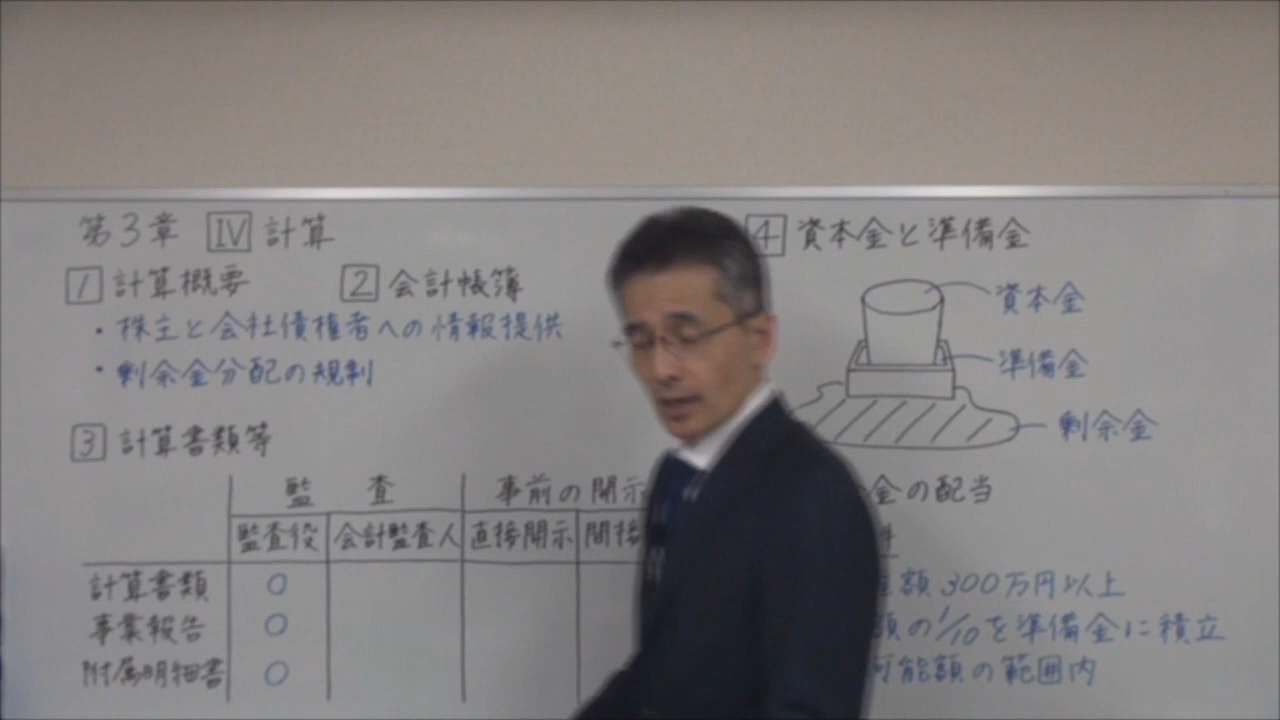 第3章 Ⅳ 計算
1 計算概要 2 会計帳簿
・株主と会社債権者への情報提供
・剰余金分配の規制
3 計算書類等
監 査 事前の開示
監査役 会計監査人 直接開示 間接
計算書類 ○
事業報告 ○
附属明細書 ○
4 資本金と準備金
資本金
準備金
剰余金
金の配当
額300万円以上
額の1/10を準備金に積立
可能額の範囲内